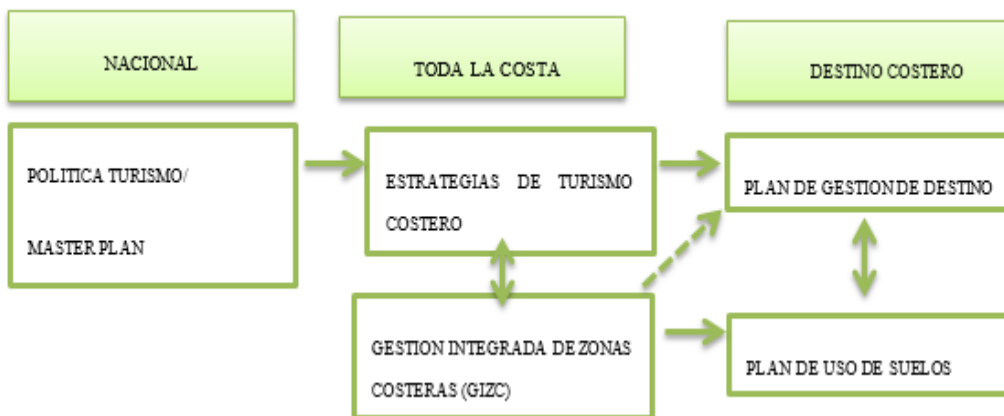 NACIONAL
TODA LA COSTA
DESTINO COSTERO
POLITICA TURISMO/
MASTER PLAN
ESTRATEGIAS DE TURISMO
COSTERO
PLAN DE GESTION DE DESTINO
GESTION INTEGRADA DE ZONAS
COSTERAS (GIZC)
PLAN DE USO DE SUELOS